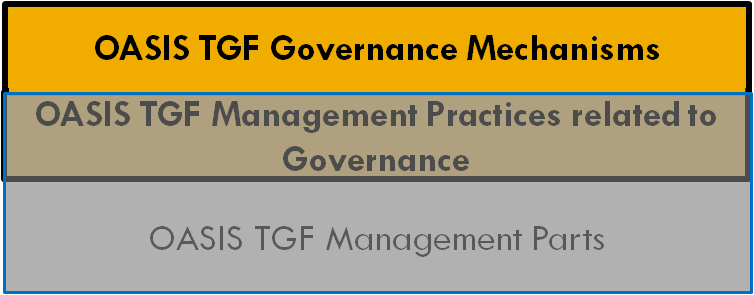 OASIS TGF Governance Mechanisms
OASIS TGF Management Practices related to
Governance
OASIS TGF Management Parts